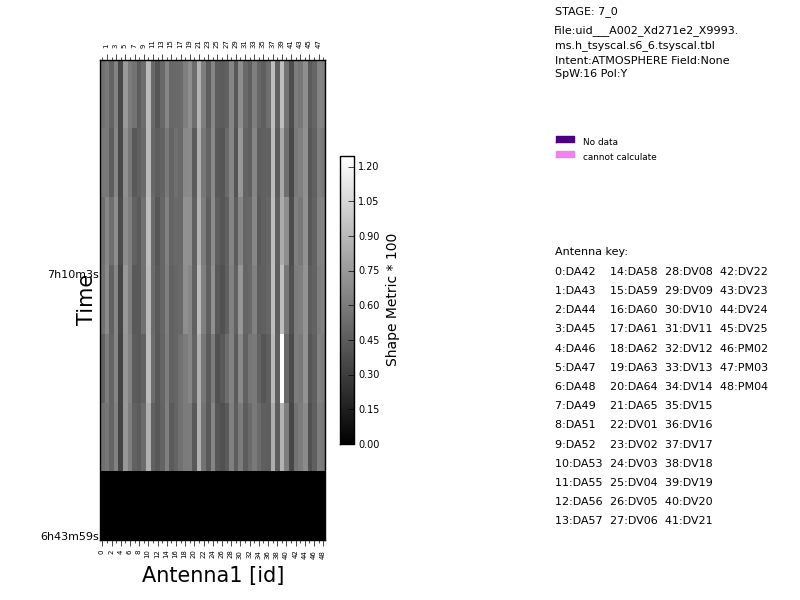 STAGE: 7_0
File:uid___A002_Xd271e2_X9993.
ms.h_tsyscal.s6_6.tsyscal.tbl
Intent:ATMOSPHERE Field:None
SpW:16 Pol:Y
1 3 5 7 9 11 13 15 17 19 21 23 25 27 29 31 33 35 37 39 41 43 45 47
No data
cannot calculate
1.20
1.05
0.90
0.75
0.60
0.45
0.30
0.15
0.00
Shape Metric * 100
Time
7h10m3s
6h43m59s
0 2 4 6 8 10 12 14 16 18 20 22 24 26 28 30 32 34 36 38 40 42 44 46 48
Antenna1 [id]
Antenna key:
0:DA42 14:DA58 28:DV08 42:DV22
1:DA43 15:DA59 29:DV09 43:DV23
2:DA44 16:DA60 30:DV10 44:DV24
3:DA45 17:DA61 31:DV11 45:DV25
4:DA46 18:DA62 32:DV12 46:PM02
5:DA47 19:DA63 33:DV13 47:PM03
6:DA48 20:DA64 34:DV14 48:PM04
7:DA49 21:DA65 35:DV15
8:DA51 22:DV01 36:DV16
9:DA52 23:DV02 37:DV17
10:DA53 24:DV03 38:DV18
11:DA55 25:DV04 39:DV19
12:DA56 26:DV05 40:DV20
13:DA57 27:DV06 41:DV21